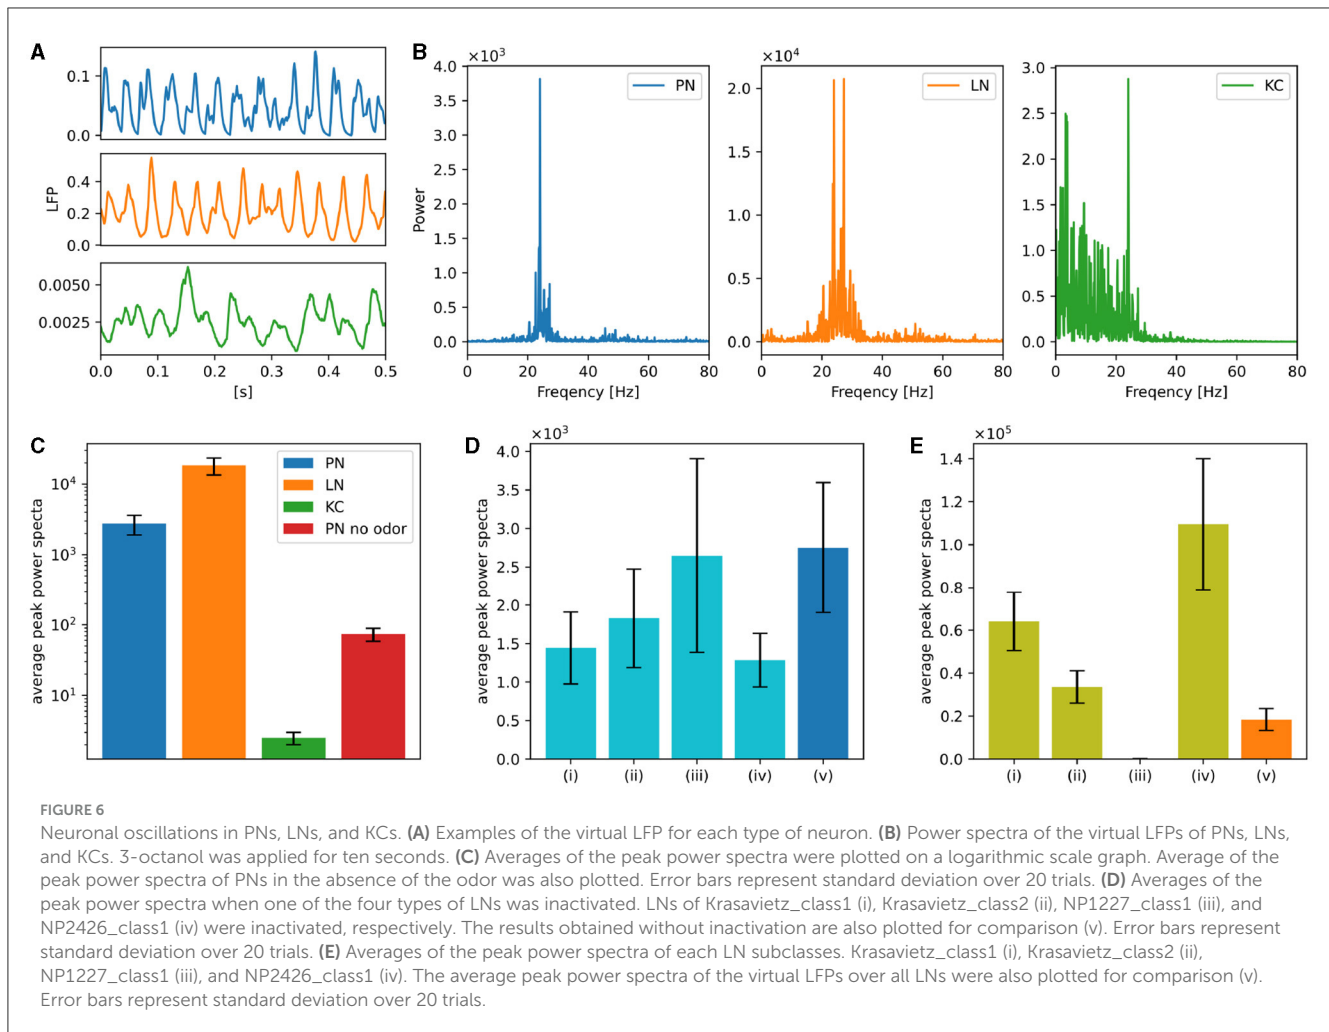 A
0.1
0.0
0.4
0.2
0.0
LFP
0.0050
0.0025
0.0 0.1 0.2 0.3 0.4 0.5
[s]
B
×10³
PN
4.0
3.5
3.0
2.5
2.0
1.5
1.0
0.5
0.0
Power
0 20 40 60 80
Freqency [Hz]
×10⁴
LN
2.0
1.5
1.0
0.5
0.0
0 20 40 60 80
Freqency [Hz]
KC
3.0
2.5
2.0
1.5
1.0
0.5
0.0
0 20 40 60 80
Freqency [Hz]
C
average peak power specta
10⁴
10³
10²
10¹
PN
LN
KC
PN no odor
D
×10³
average peak power spectra
4.0
3.5
3.0
2.5
2.0
1.5
1.0
0.5
0.0
(i) (ii) (iii) (iv) (v)
E
×10⁵
average peak power spectra
1.4
1.2
1.0
0.8
0.6
0.4
0.2
0.0
(i) (ii) (iii) (iv) (v)
FIGURE 6
Neuronal oscillations in PNs, LNs, and KCs. (A) Examples of the virtual LFP for each type of neuron. (B) Power spectra of the virtual LFPs of PNs, LNs,
and KCs. 3-octanol was applied for ten seconds. (C) Averages of the peak power spectra were plotted on a logarithmic scale graph. Average of the
peak power spectra of PNs in the absence of the odor was also plotted. Error bars represent standard deviation over 20 trials. (D) Averages of the
peak power spectra when one of the four types of LNs was inactivated. LNs of Krasavietz_class1 (i), Krasavietz_class2 (ii), NP1227_class1 (iii), and
NP2426_class1 (iv) were inactivated, respectively. The results obtained without inactivation are also plotted for comparison (v). Error bars represent
standard deviation over 20 trials. (E) Averages of the peak power spectra of each LN subclasses. Krasavietz_class1 (i), Krasavietz_class2 (ii),
NP1227_class1 (iii), and NP2426_class1 (iv). The average peak power spectra of the virtual LFPs over all LNs were also plotted for comparison (v).
Error bars represent standard deviation over 20 trials.